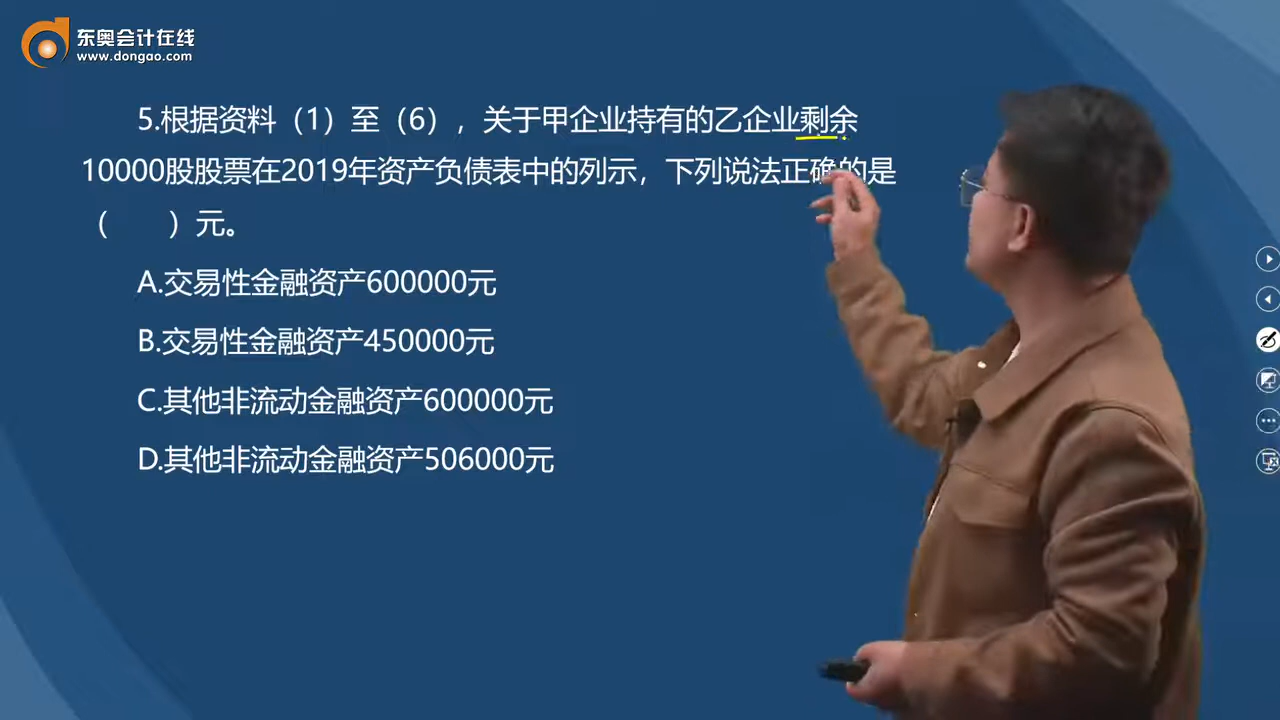 东奥会计在线
www.dongao.com
5.根据资料（1）至（6），关于甲企业持有的乙企业剩余
10000股股票在2019年资产负债表中的列示，下列说法正确的是
（　　）元。
A.交易性金融资产600000元
B.交易性金融资产450000元
C.其他非流动金融资产600000元
D.其他非流动金融资产506000元